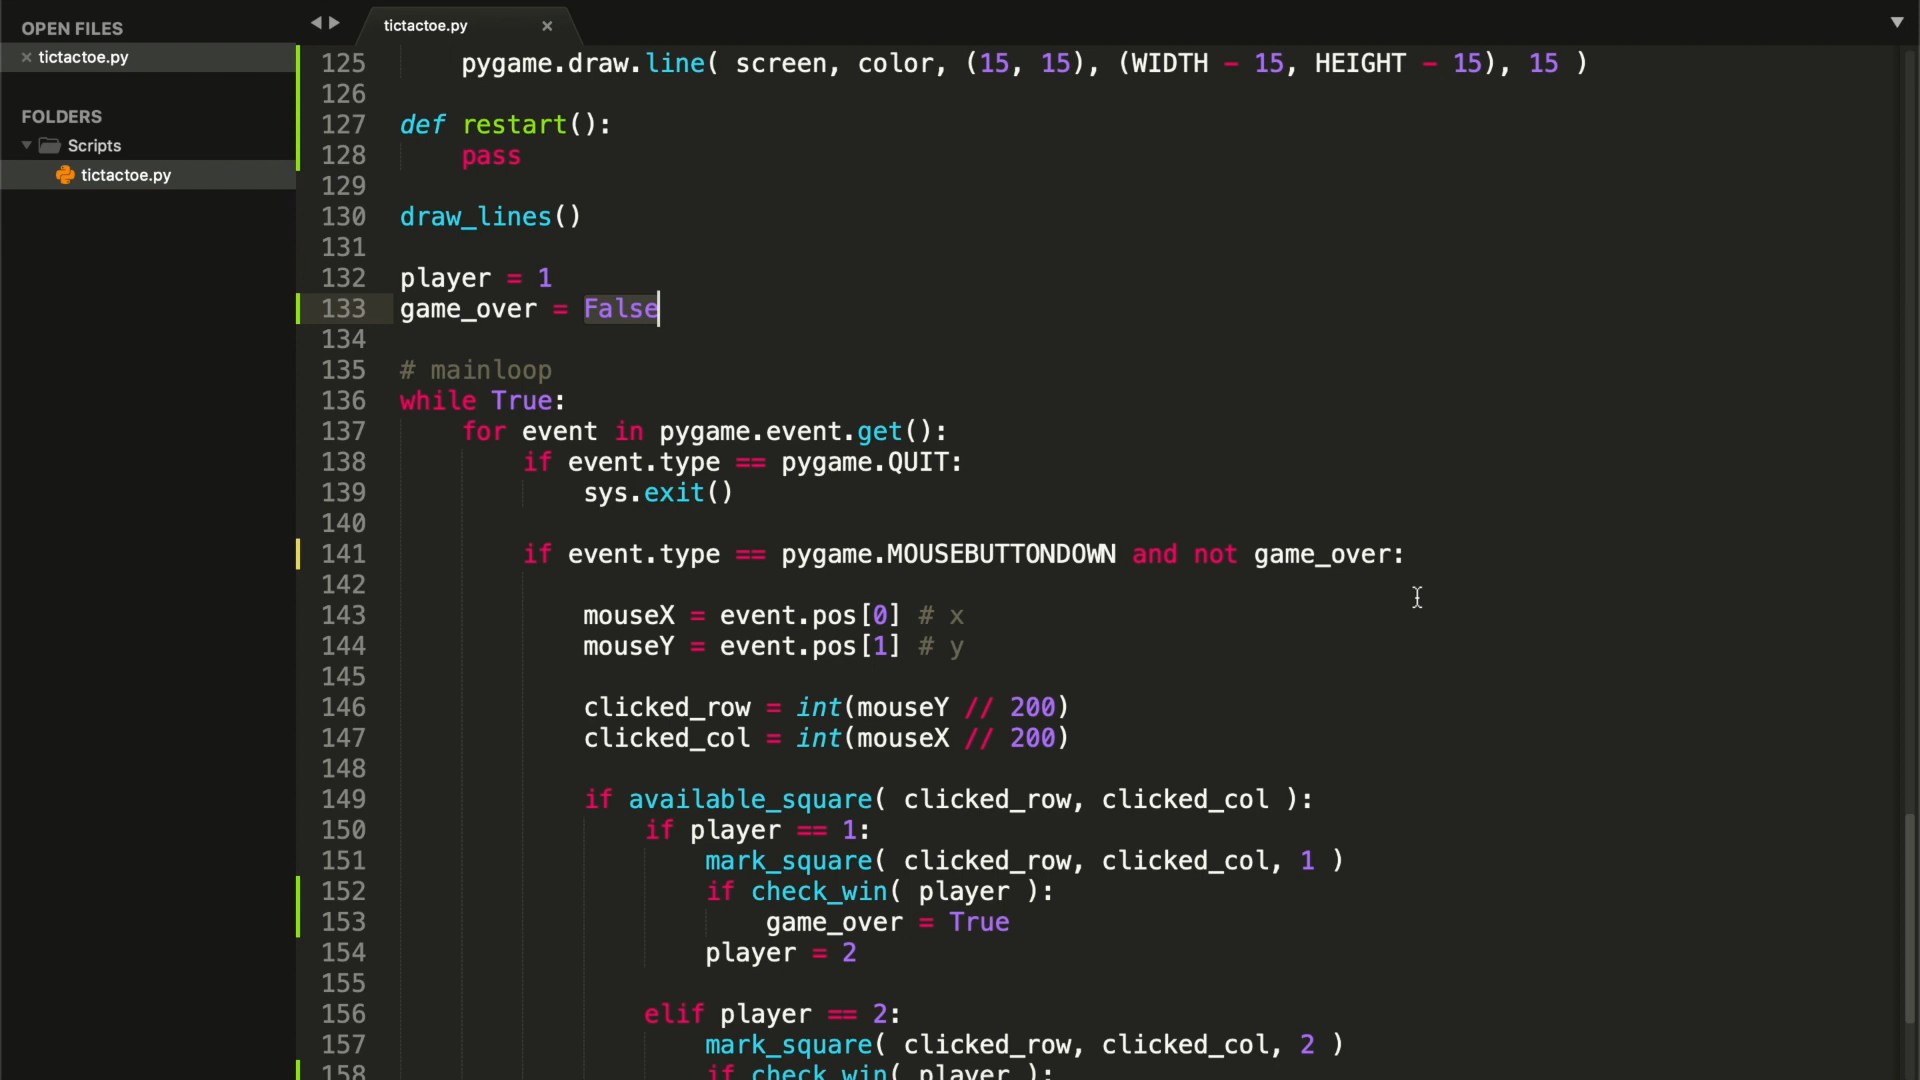 OPEN FILES
tictactoe.py
FOLDERS
Scripts
tictactoe.py
tictactoe.py
125 pygame.draw.line( screen, color, (15, 15), (WIDTH - 15, HEIGHT - 15), 15 )
126
127 def restart():
128 pass
129
130 draw_lines()
131
132 player = 1
133 game_over = False
134
135 # mainloop
136 while True:
137 for event in pygame.event.get():
138 if event.type == pygame.QUIT:
139 sys.exit()
140
141 if event.type == pygame.MOUSEBUTTONDOWN and not game_over:
142
143 mouseX = event.pos[0] # x
144 mouseY = event.pos[1] # y
145
146 clicked_row = int(mouseY // 200)
147 clicked_col = int(mouseX // 200)
148
149 if available_square( clicked_row, clicked_col ):
150 if player == 1:
151 mark_square( clicked_row, clicked_col, 1 )
152 if check_win( player ):
153 game_over = True
154 player = 2
155
156 elif player == 2:
157 mark_square( clicked_row, clicked_col, 2 )
158 if check_win( player ):